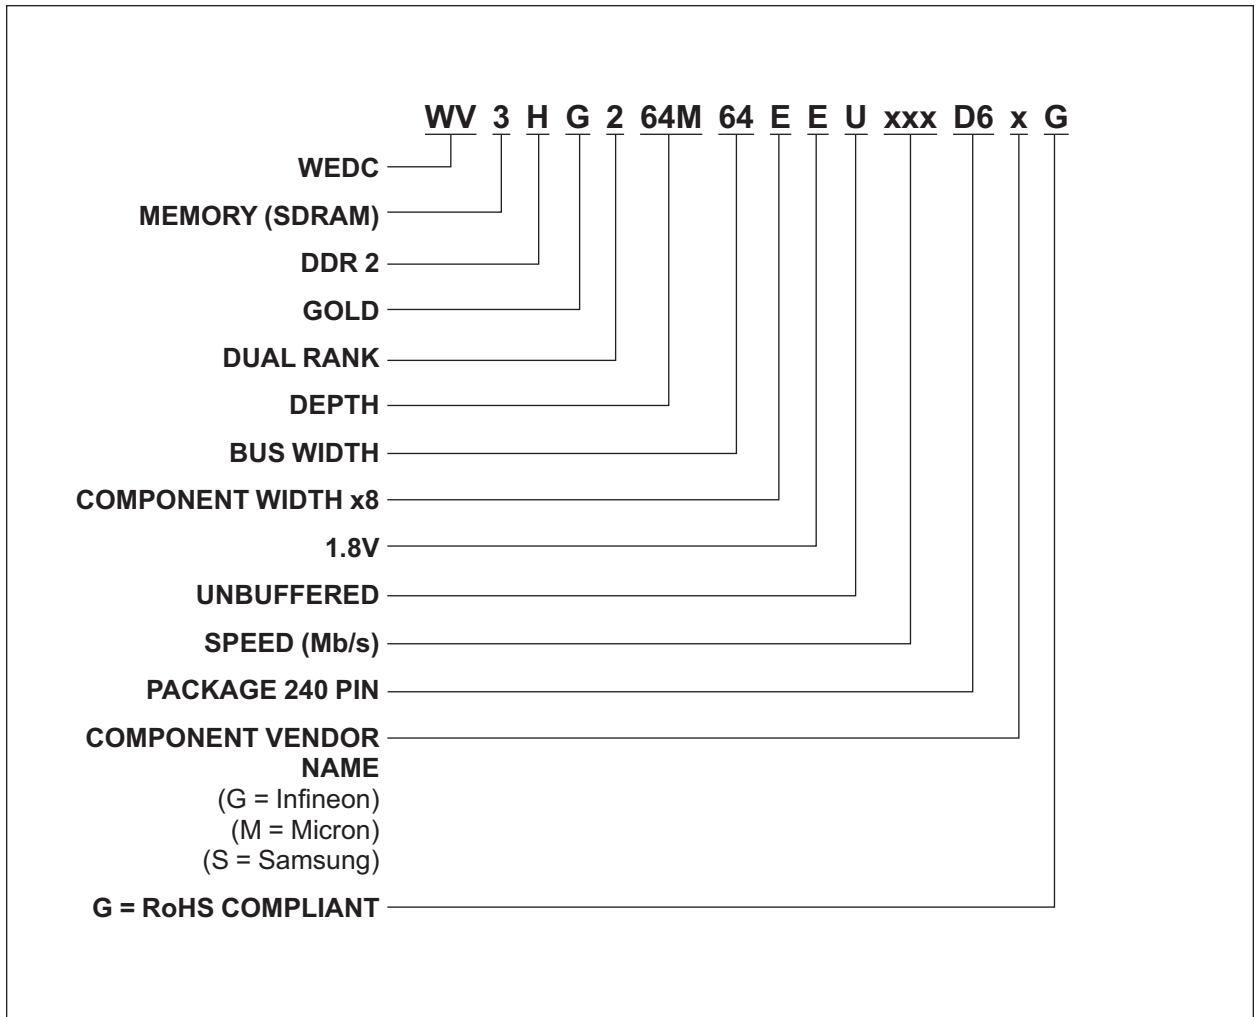 WV 3 H G 2 64M 64 E E U xxx D6 x G
WEDC
MEMORY (SDRAM)
DDR 2
GOLD
DUAL RANK
DEPTH
BUS WIDTH
COMPONENT WIDTH x8
1.8V
UNBUFFERED
SPEED (Mb/s)
PACKAGE 240 PIN
COMPONENT VENDOR
NAME
(G = Infineon)
(M = Micron)
(S = Samsung)
G = RoHS COMPLIANT